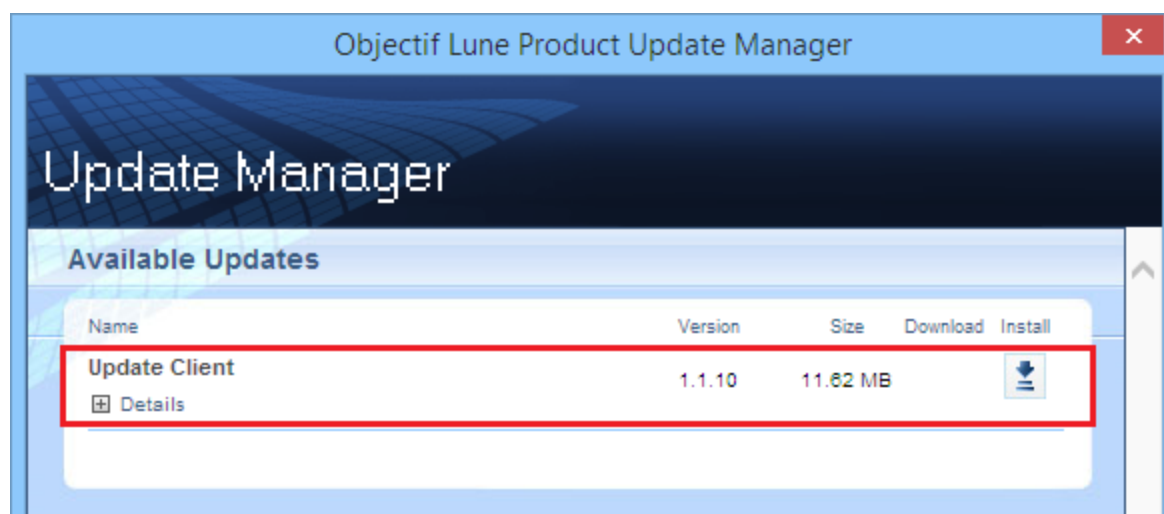 Objectif Lune Product Update Manager
Update Manager
Available Updates
Name Version Size Download Install
Update Client 1.1.10 11.62 MB
Details